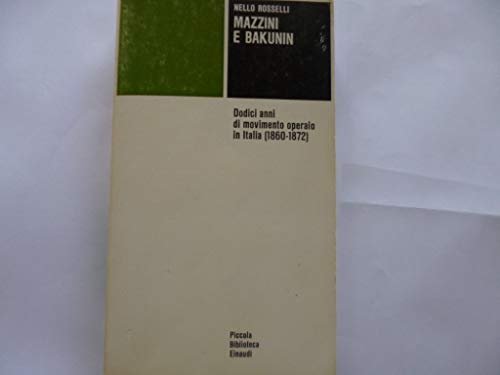 NELLO ROSSELLI
MAZZINI
E BAKUNIN
Dodici anni
di movimento operaio
in Italia (1860-1872)
Piccola
Biblioteca
Einaudi